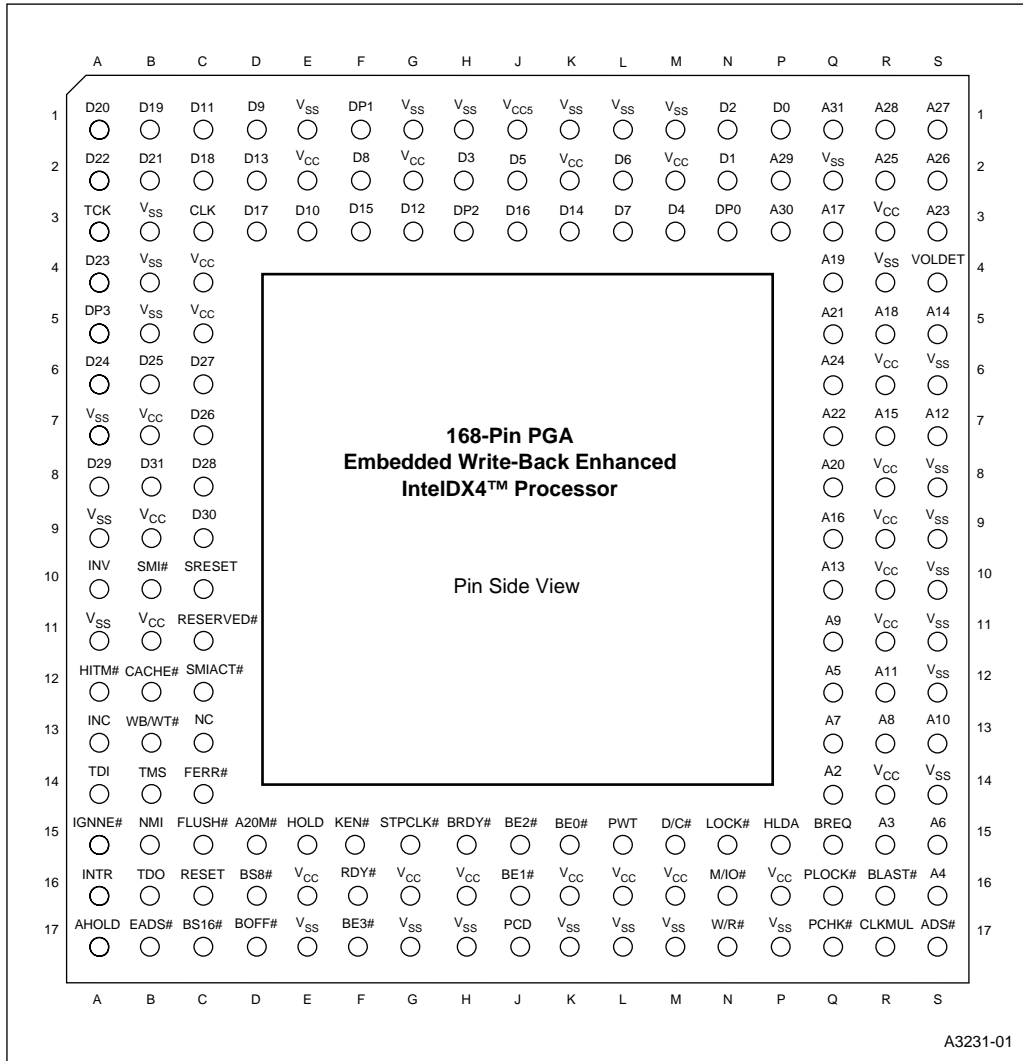 A B C D E F G H J K L M N P Q R S
D20 D19 D11 D9 VSS DP1 VSS VSS VCC5 VSS VSS VSS D2 D0 A31 A28 A27
1 1
D22 D21 D18 D13 VCC D8 VCC D3 D5 VCC D6 VCC D1 A29 VSS A25 A26
2 2
TCK VSS CLK D17 D10 D15 D12 DP2 D16 D14 D7 D4 DP0 A30 A17 VCC A23
3 3
D23 VSS VCC A19 VSS VOLDET
4 4
DP3 VSS VCC A21 A18 A14
5 5
D24 D25 D27 A24 VCC VSS
6 6
VSS VCC D26 A22 A15 A12
7 7
168-Pin PGA
Embedded Write-Back Enhanced
IntelDX4™ Processor
D29 D31 D28 A20 VCC VSS
8 8
VSS VCC D30 A16 VCC VSS
9 9
INV SMI# SRESET A13 VCC VSS
10 10
Pin Side View
VSS VCC RESERVED# A9 VCC VSS
11 11
HITM# CACHE# SMIACT# A5 A11 VSS
12 12
INC WB/WT# NC A7 A8 A10
13 13
TDI TMS FERR# A2 VCC VSS
14 14
IGNNE# NMI FLUSH# A20M# HOLD KEN# STPCLK# BRDY# BE2# BE0# PWT D/C# LOCK# HLDA BREQ A3 A6
15 15
INTR TDO RESET BS8# VCC RDY# VCC VCC BE1# VCC VCC VCC M/IO# VCC PLOCK# BLAST# A4
16 16
AHOLD EADS# BS16# BOFF# VSS BE3# VSS VSS PCD VSS VSS VSS W/R# VSS PCHK# CLKMUL ADS#
17 17
A B C D E F G H J K L M N P Q R S
A3231-01